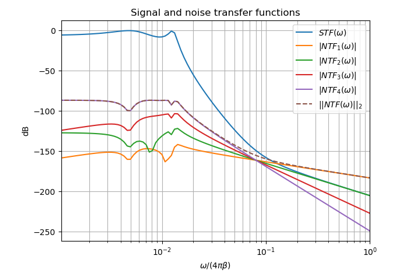 Signal and noise transfer functions
0
−50
−100
−150
−200
−250
dB
10⁻²
10⁻¹
10⁰
ω/(4πβ)
STF(ω)
|NTF₁(ω)|
|NTF₂(ω)|
|NTF₃(ω)|
|NTF₄(ω)|
||NTF(ω)||₂